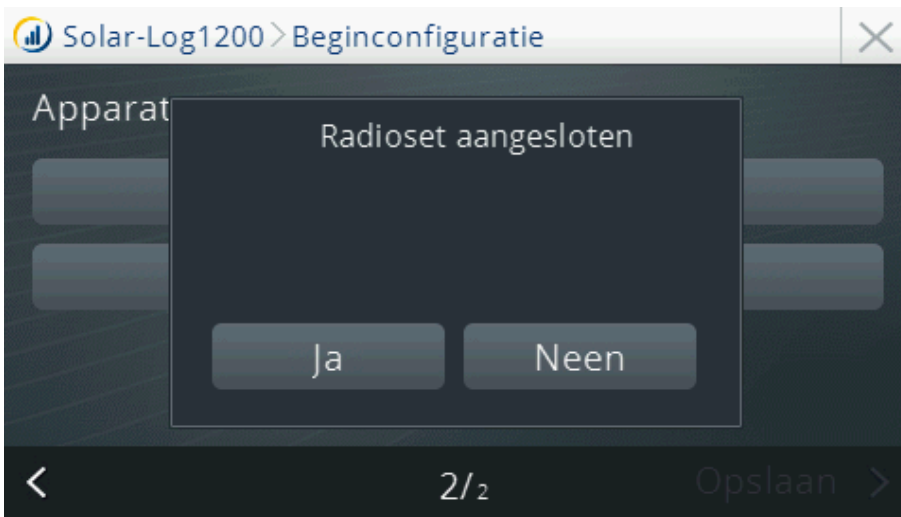 Solar-Log1200 > Beginconfiguratie
Apparat
Radioset aangesloten
Ja Neen
2/2 Opslaan